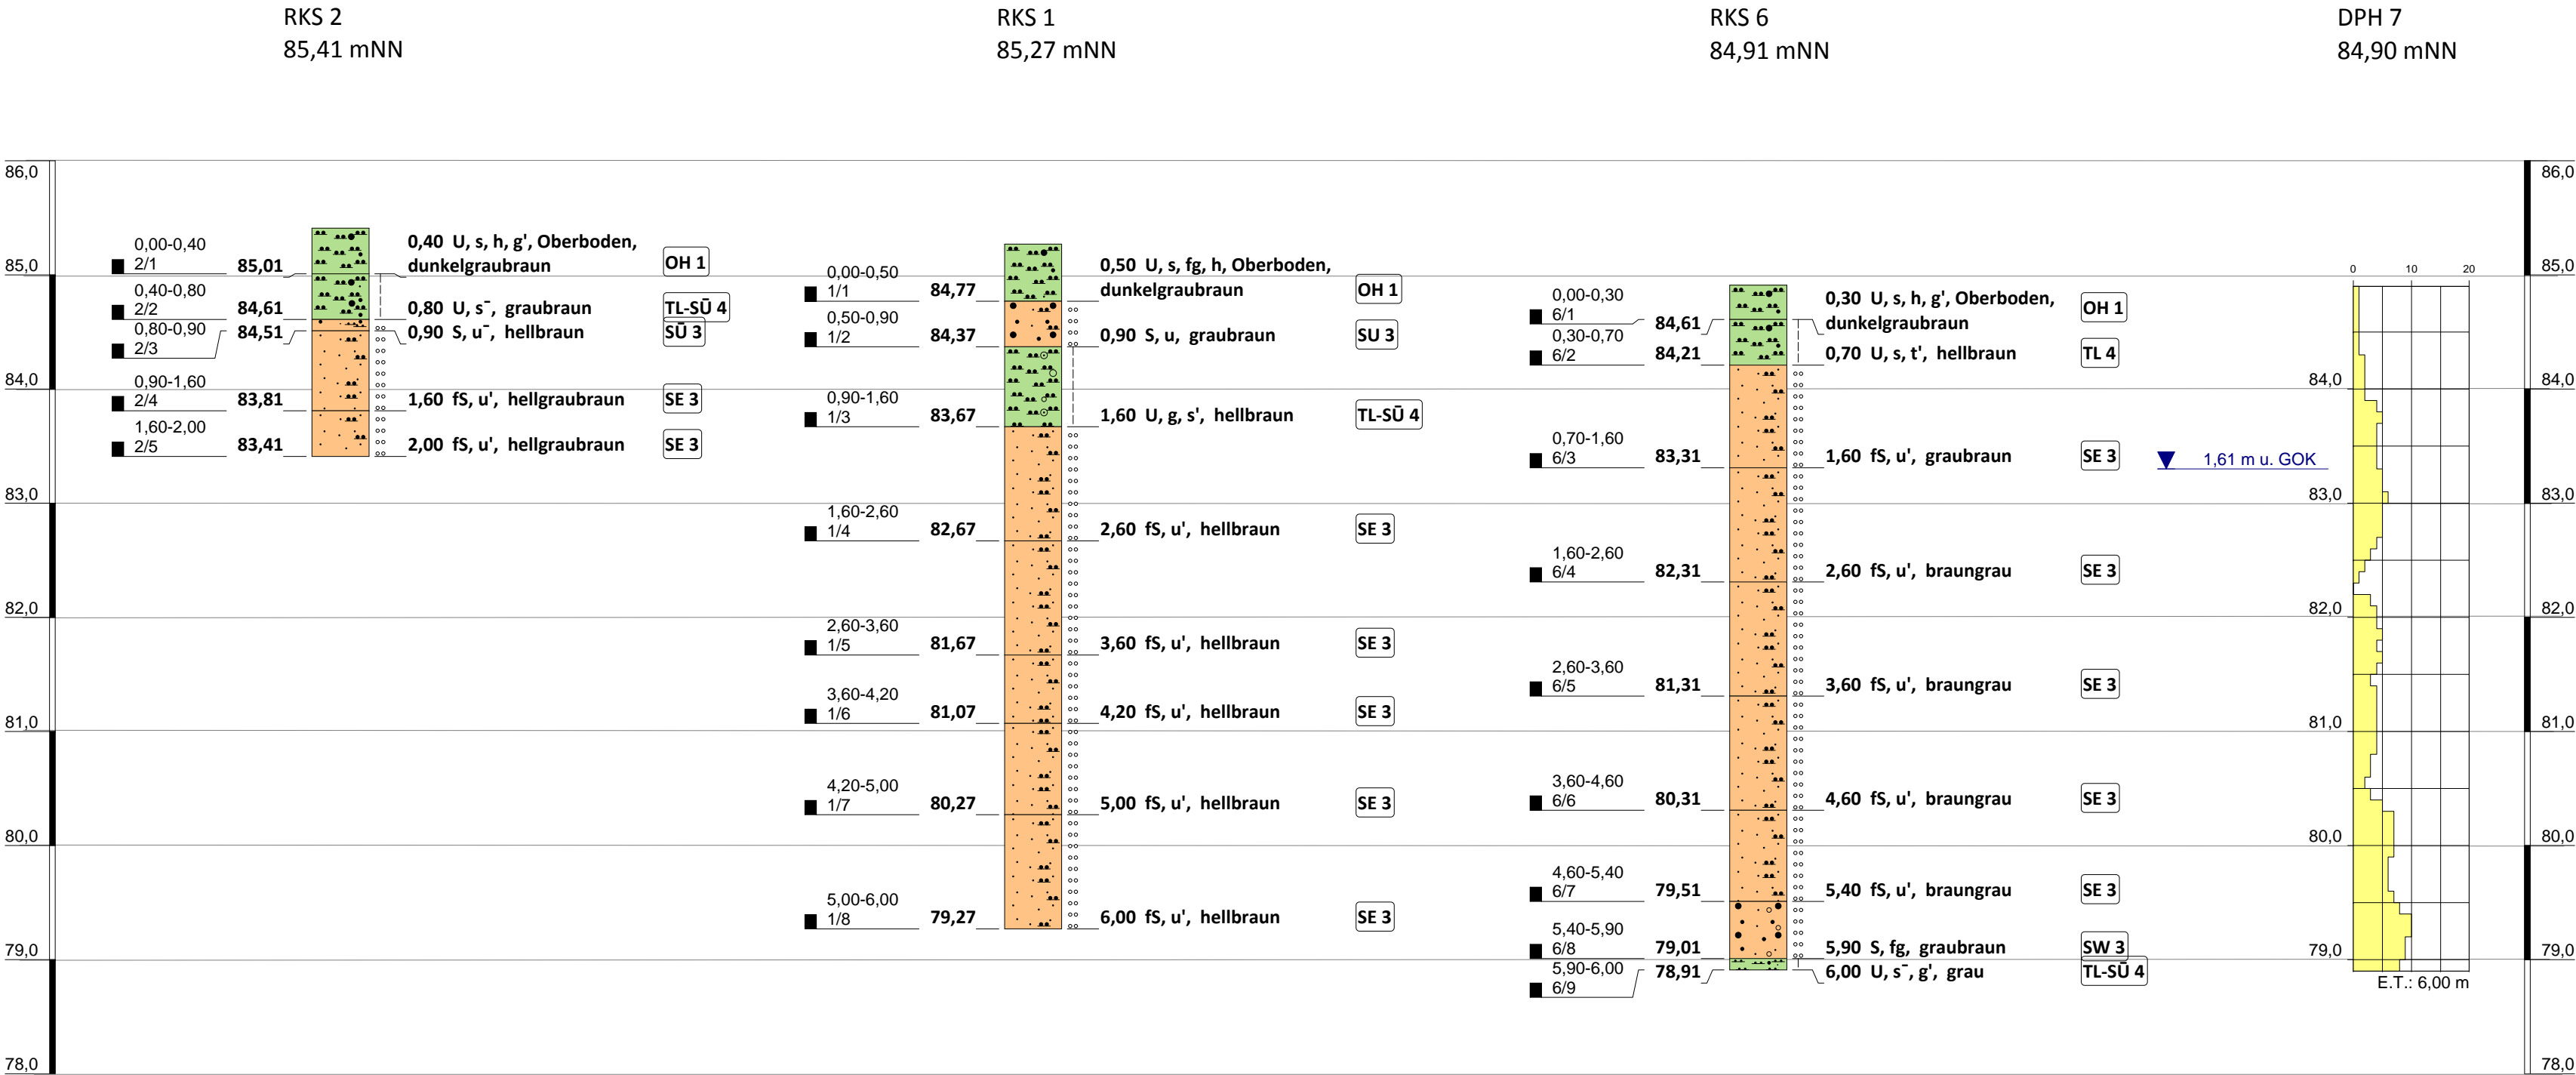 RKS 2
85,41 mNN
RKS 1
85,27 mNN
RKS 6
84,91 mNN
DPH 7
84,90 mNN
86,0
85,0
84,0
83,0
82,0
81,0
80,0
79,0
78,0
0,00-0,40
2/1
85,01
0,40 U, s, h, g', Oberboden,
dunkelgraubraun
OH 1
0,40-0,80
2/2
84,61
0,80 U, s¯, graubraun
TL-SŪ 4
0,80-0,90
2/3
84,51
0,90 S, u¯, hellbraun
SŪ 3
0,90-1,60
2/4
83,81
1,60 fS, u', hellgraubraun
SE 3
1,60-2,00
2/5
83,41
2,00 fS, u', hellgraubraun
SE 3
0,00-0,50
1/1
84,77
0,50 U, s, fg, h, Oberboden,
dunkelgraubraun
OH 1
0,50-0,90
1/2
84,37
0,90 S, u, graubraun
SU 3
0,90-1,60
1/3
83,67
1,60 U, g, s', hellbraun
TL-SŪ 4
1,60-2,60
1/4
82,67
2,60 fS, u', hellbraun
SE 3
2,60-3,60
1/5
81,67
3,60 fS, u', hellbraun
SE 3
3,60-4,20
1/6
81,07
4,20 fS, u', hellbraun
SE 3
4,20-5,00
1/7
80,27
5,00 fS, u', hellbraun
SE 3
5,00-6,00
1/8
79,27
6,00 fS, u', hellbraun
SE 3
0,00-0,30
6/1
84,61
0,30 U, s, h, g', Oberboden,
dunkelgraubraun
OH 1
0,30-0,70
6/2
84,21
0,70 U, s, t', hellbraun
TL 4
0,70-1,60
6/3
83,31
1,60 fS, u', graubraun
SE 3
1,60-2,60
6/4
82,31
2,60 fS, u', braungrau
SE 3
2,60-3,60
6/5
81,31
3,60 fS, u', braungrau
SE 3
3,60-4,60
6/6
80,31
4,60 fS, u', braungrau
SE 3
4,60-5,40
6/7
79,51
5,40 fS, u', braungrau
SE 3
5,40-5,90
6/8
79,01
5,90 S, fg, graubraun
SW 3
5,90-6,00
6/9
78,91
6,00 U, s¯, g', grau
TL-SŪ 4
1,61 m u. GOK
0 10 20
84,0
83,0
82,0
81,0
80,0
79,0
E.T.: 6,00 m
86,0
85,0
84,0
83,0
82,0
81,0
80,0
79,0
78,0